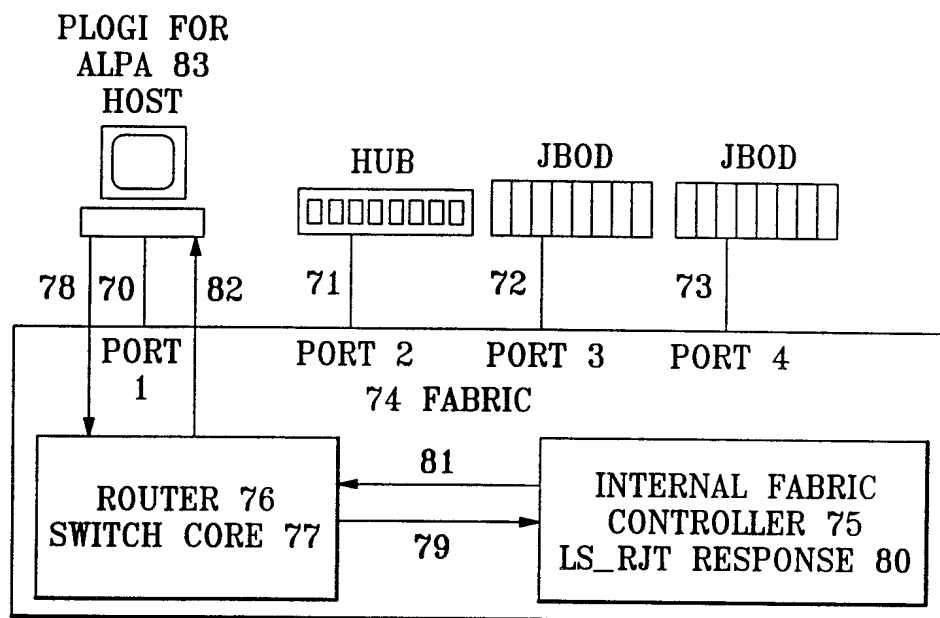 PLOGI FOR
ALPA 83
HOST
HUB
JBOD
JBOD
78
70
82
71
72
73
PORT
1
PORT 2
PORT 3
PORT 4
74 FABRIC
ROUTER 76
SWITCH CORE 77
81
79
INTERNAL FABRIC
CONTROLLER 75
LS_RJT RESPONSE 80